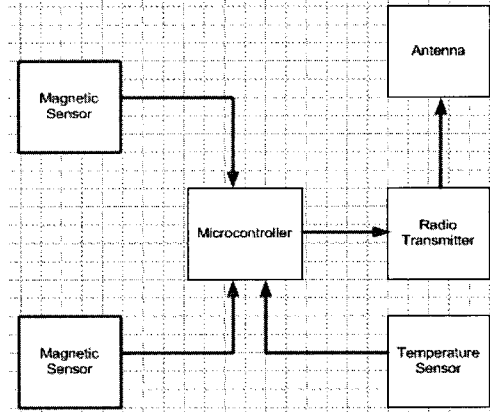 Antenna
Magnetic
Sensor
Microcontroller
Radio
Transmitter
Magnetic
Sensor
Temperature
Sensor